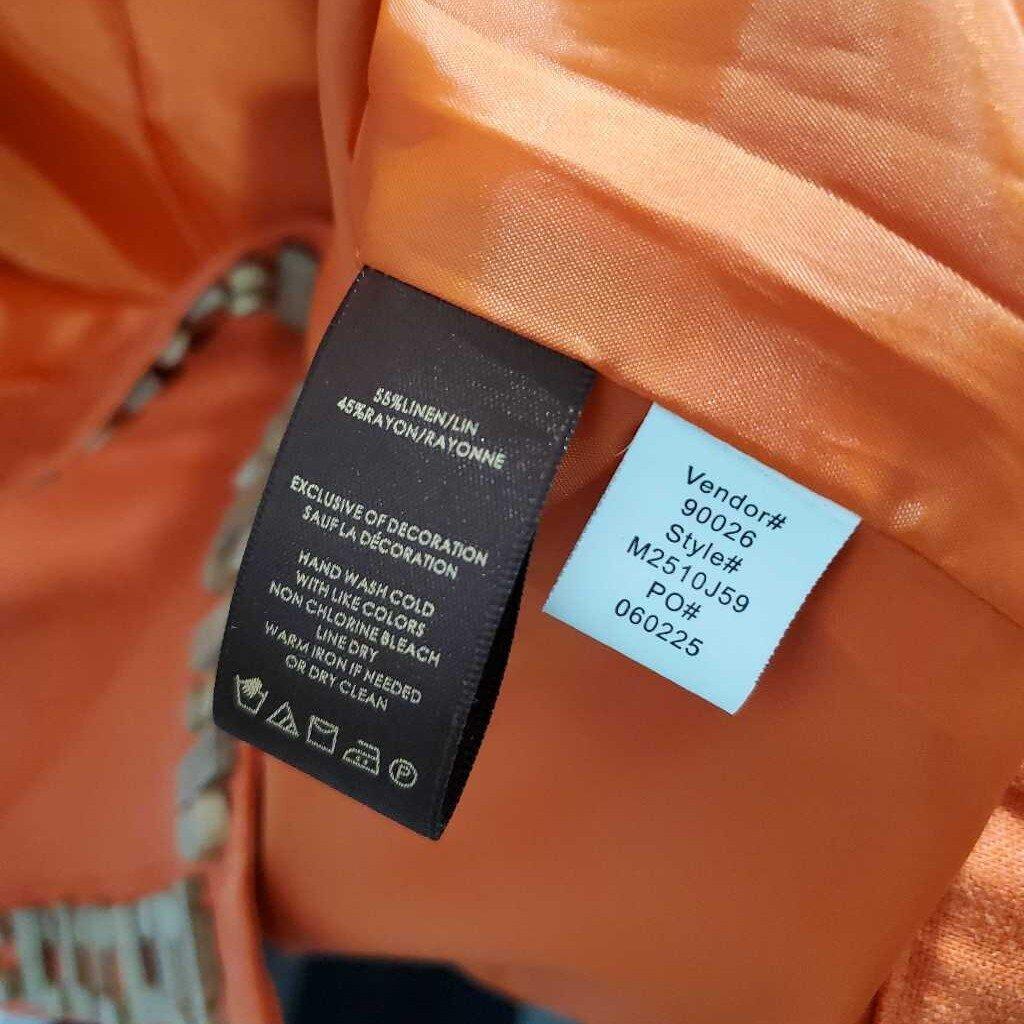 55%LINEN/LIN
45%RAYON/RAYONNE
EXCLUSIVE OF DECORATION
SAUF LA DÉCORATION
HAND WASH COLD
WITH LIKE COLORS
NON CHLORINE BLEACH
LINE DRY
WARM IRON IF NEEDED
OR DRY CLEAN
P
Vendor#
90026
Style#
M2510J59
PO#
060225